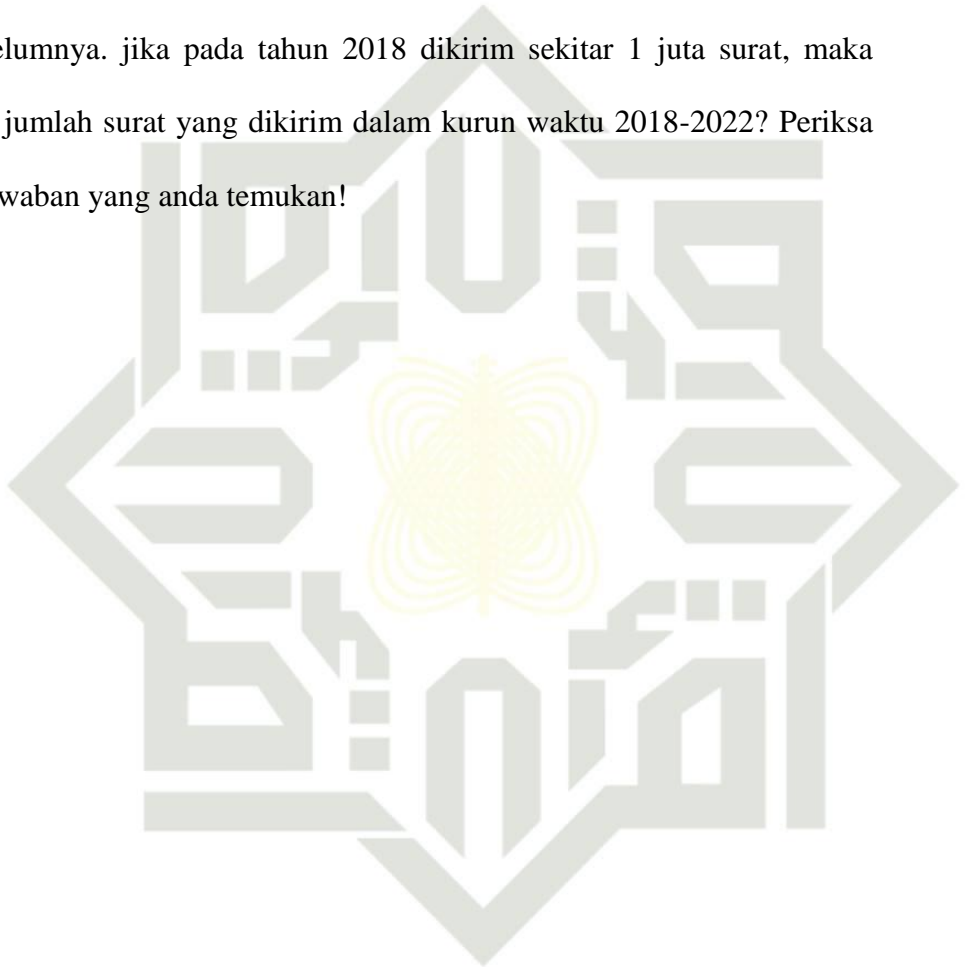 elumnya. jika pada tahun 2018 dikirim sekitar 1 juta surat, maka
jumlah surat yang dikirim dalam kurun waktu 2018-2022? Periksa
waban yang anda temukan!